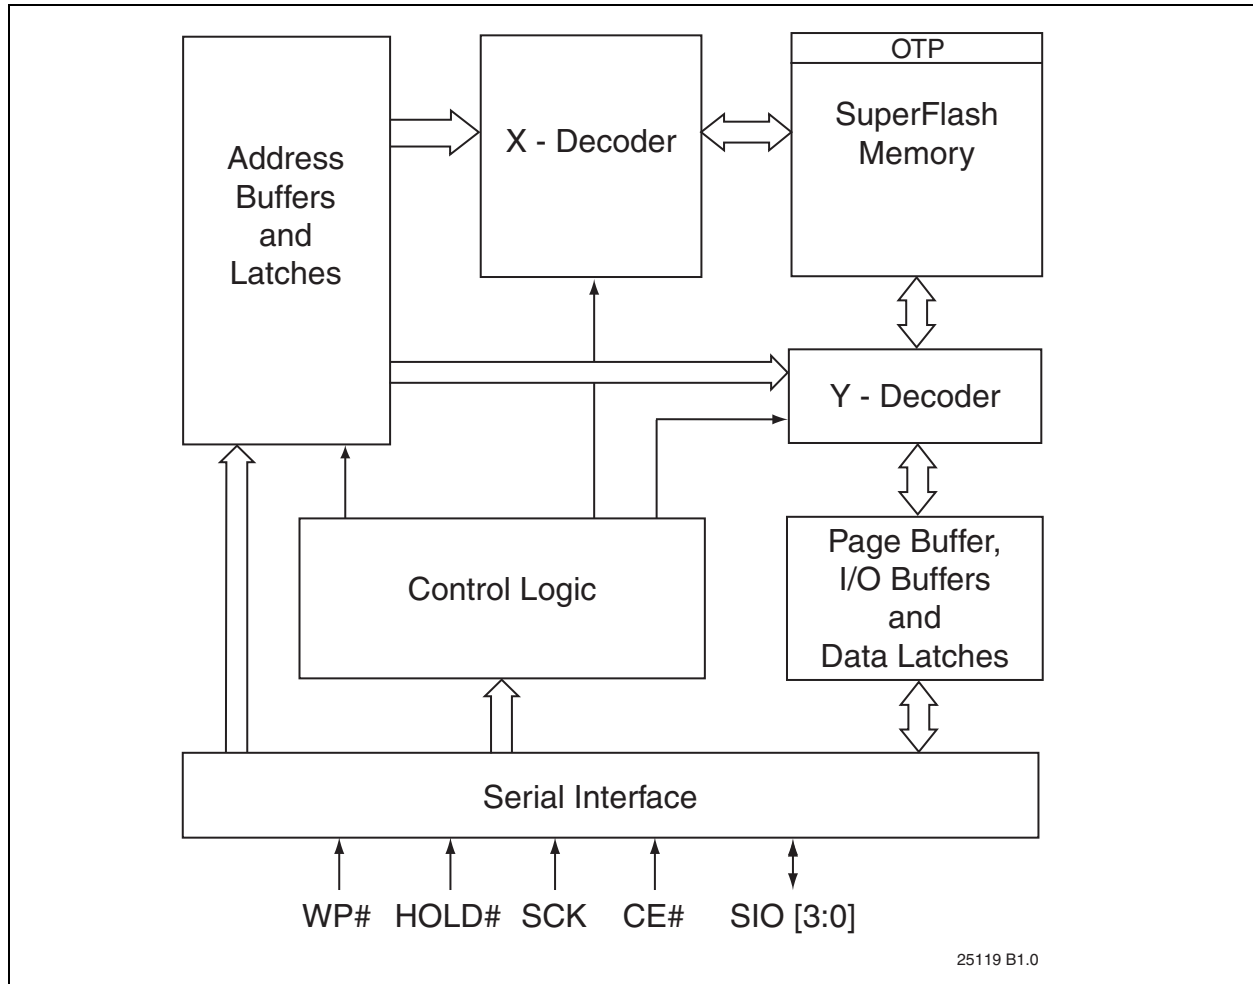 OTP
SuperFlash
Memory
X - Decoder
Address
Buffers
and
Latches
Y - Decoder
Page Buffer,
I/O Buffers
and
Data Latches
Control Logic
Serial Interface
WP# HOLD# SCK CE# SIO [3:0]
25119 B1.0